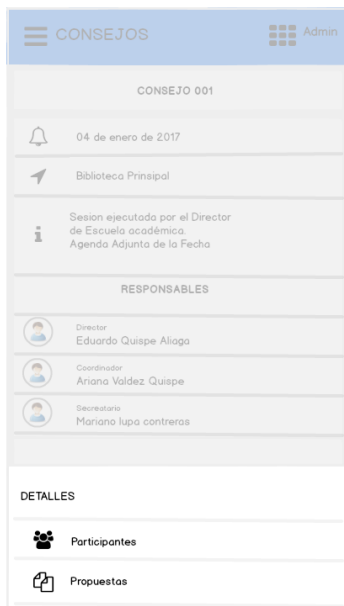 CONSEJOS
Admin
CONSEJO 001
04 de enero de 2017
Biblioteca Prinsipal
Sesion ejecutada por el Director
de Escuela académica.
Agenda Adjunta de la Fecha
RESPONSABLES
Director
Eduardo Quispe Aliaga
Coordinador
Ariana Valdez Quispe
Secreatario
Mariano lupa contreras
DETALLES
Participantes
Propuestas